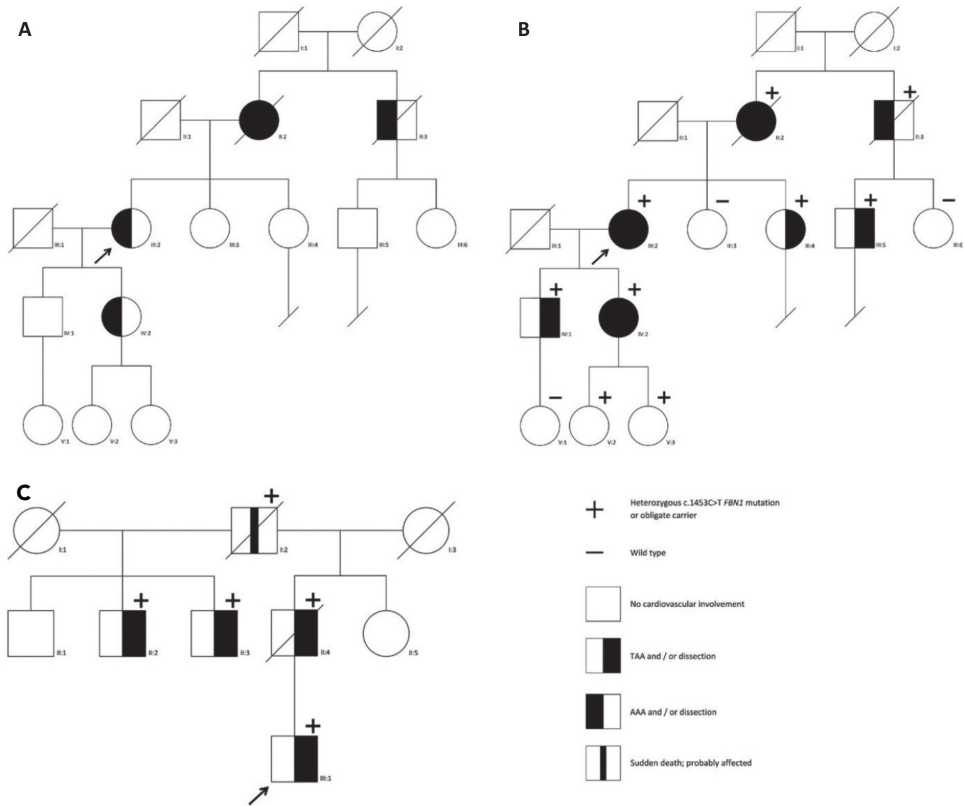 A
B
I:1
I:2
I:1
I:2
II:1
II:2
II:3
II:1
II:2
II:3
III:1
III:2
III:3
III:4
III:5
III:6
III:1
III:2
III:3
III:4
III:5
III:6
IV:1
IV:2
IV:1
IV:2
V:1
V:2
V:3
V:1
V:2
V:3
+
+
+
−
+
+
−
+
+
−
+
+
C
+
I:1
I:2
I:3
+
+
+
II:1
II:2
II:3
II:4
II:5
+
III:1
+ Heterozygous c.1453C>T FBN1 mutation
or obligate carrier
− Wild type
No cardiovascular involvement
TAA and / or dissection
AAA and / or dissection
Sudden death; probably affected